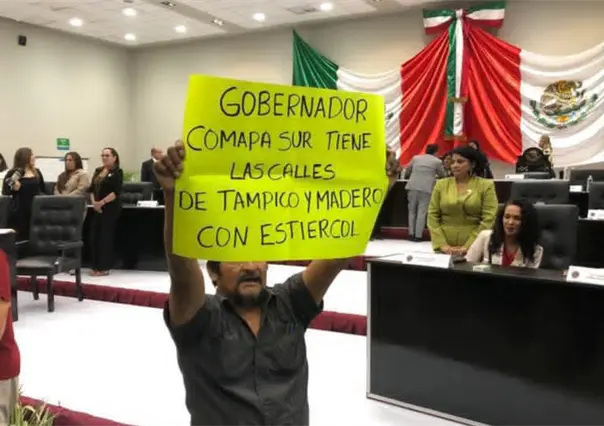 GOBERNADOR
COMAPA SUR TIENE
LAS CALLES
DE TAMPICO Y MADERO
CON ESTIERCOL